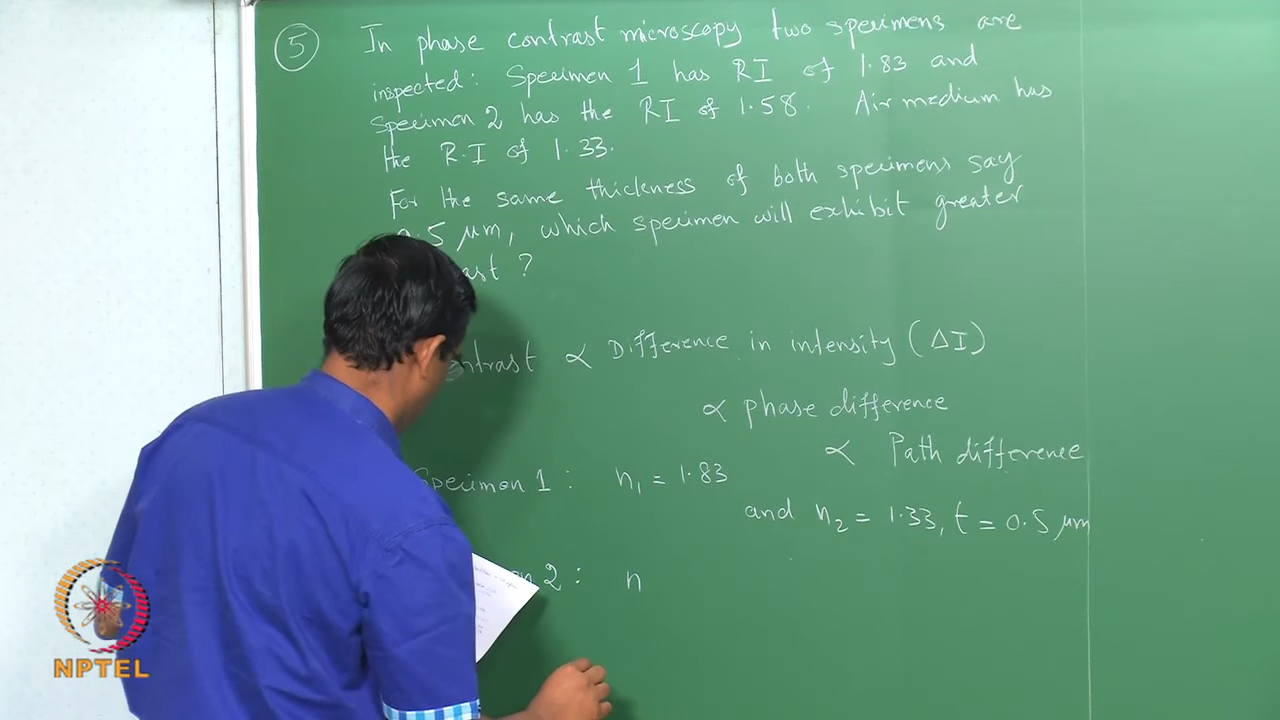 5
In phase contrast microscopy two specimens are
inspected: Specimen 1 has RI of 1.83 and
Specimen 2 has the RI of 1.58. Air medium has
the R.I of 1.33.
For the same thickness of both specimens say
0.5 μm, which specimen will exhibit greater
?
∝ Difference in intensity (ΔI)
∝ phase difference
∝ Path difference
Specimen 1 : n₁ = 1.83
and n₂ = 1.33, t = 0.5 μm
2 : n
NPTEL